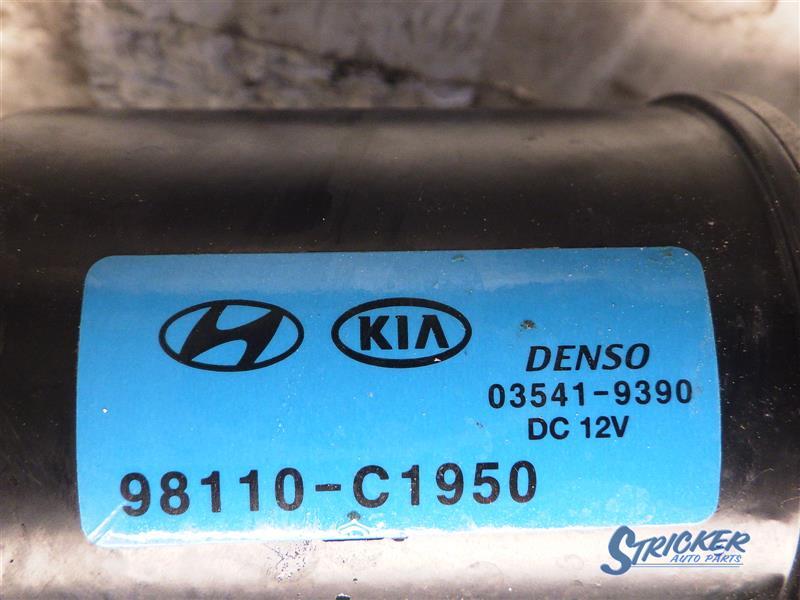 KIA
DENSO
03541-9390
DC 12V
98110-C1950
STRICKER
AUTO PARTS